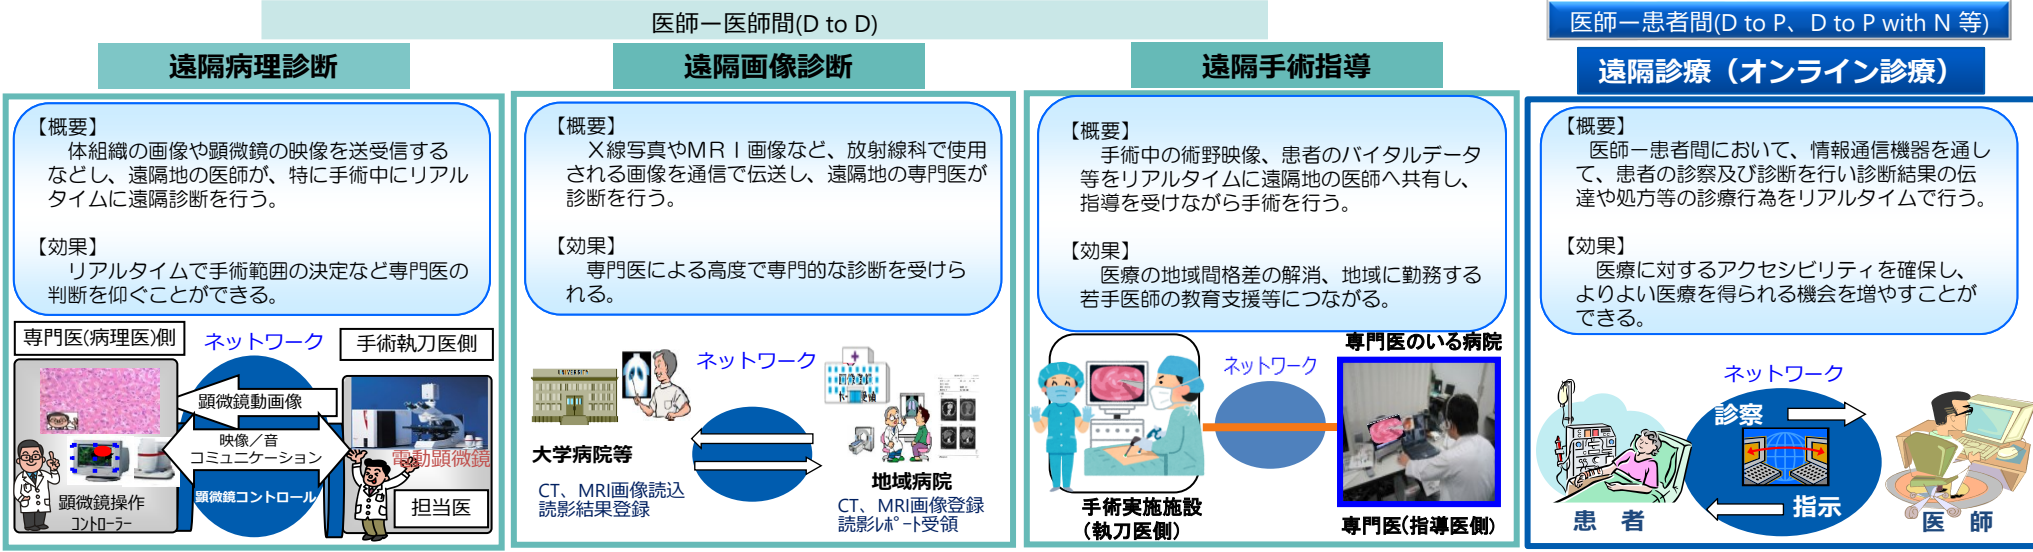 医師ー医師間(D to D)
医師ー患者間(D to P、D to P with N 等)
遠隔病理診断
【概要】
体組織の画像や顕微鏡の映像を送受信する
などし、遠隔地の医師が、特に手術中にリアル
タイムに遠隔診断を行う。
【効果】
リアルタイムで手術範囲の決定など専門医の
判断を仰ぐことができる。
専門医(病理医)側
ネットワーク
手術執刀医側
顕微鏡動画像
映像／音
コミュニケーション
電動顕微鏡
顕微鏡コントロール
顕微鏡操作
コントローラー
担当医
遠隔画像診断
【概要】
X線写真やMRI画像など、放射線科で使用
される画像を通信で伝送し、遠隔地の専門医が
診断を行う。
【効果】
専門医による高度で専門的な診断を受けら
れる。
ネットワーク
UNIVERSITY
大学病院等
CT、MRI画像読込
読影結果登録
地域病院
CT、MRI画像登録
読影レポート受領
遠隔手術指導
【概要】
手術中の術野映像、患者のバイタルデータ
等をリアルタイムに遠隔地の医師へ共有し、
指導を受けながら手術を行う。
【効果】
医療の地域間格差の解消、地域に勤務する
若手医師の教育支援等につながる。
専門医のいる病院
ネットワーク
手術実施施設
(執刀医側)
専門医(指導医側)
遠隔診療（オンライン診療）
【概要】
医師ー患者間において、情報通信機器を通し
て、患者の診察及び診断を行い診断結果の伝
達や処方等の診療行為をリアルタイムで行う。
【効果】
医療に対するアクセシビリティを確保し、
よりよい医療を得られる機会を増やすことが
できる。
ネットワーク
診察
指示
患 者
医 師